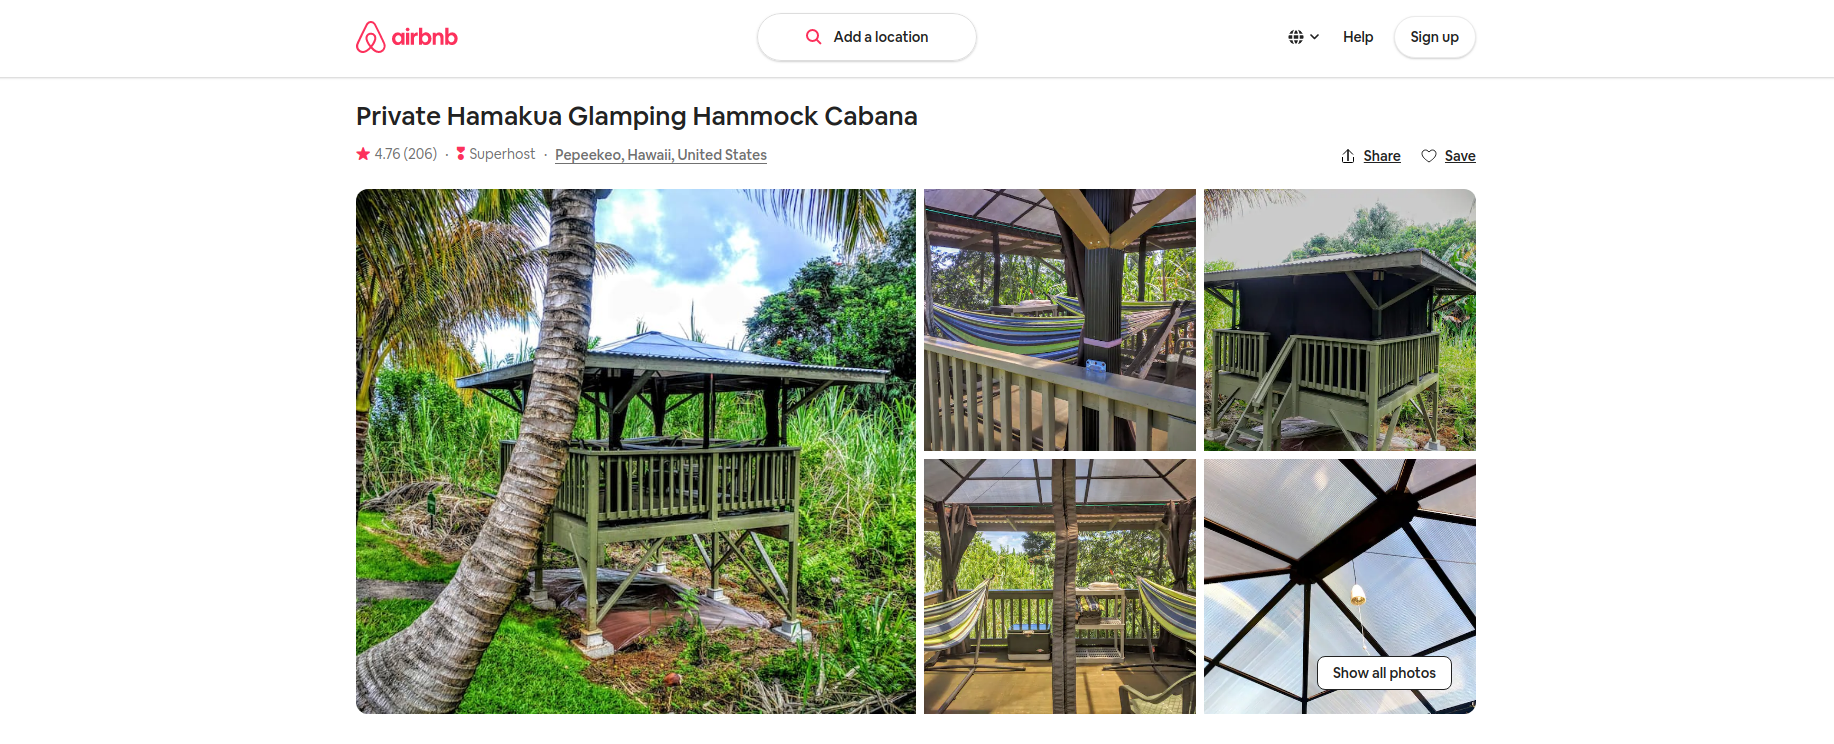 airbnb
Add a location
Help
Sign up
Private Hamakua Glamping Hammock Cabana
4.76 (206) · Superhost · Pepeekeo, Hawaii, United States
Share
Save
Show all photos